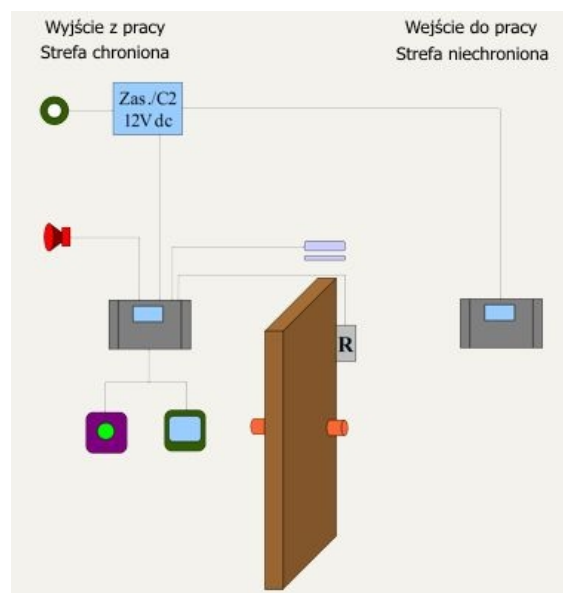 Wyjście z pracy
Strefa chroniona
Wejście do pracy
Strefa niechroniona
Zas./C2
12V dc
R